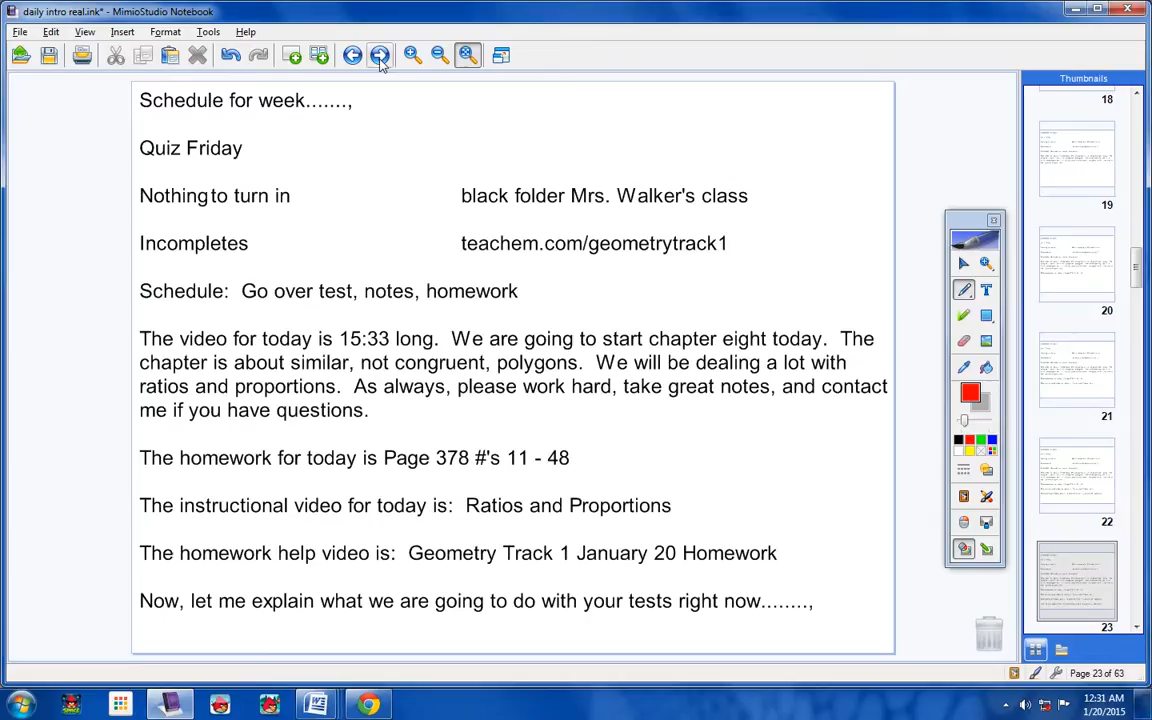 daily intro real.ink* - MimioStudio Notebook
File Edit View Insert Format Tools Help
Thumbnails
Schedule for week.......,
Quiz Friday
Nothing to turn in black folder Mrs. Walker's class
Incompletes teachem.com/geometrytrack1
Schedule: Go over test, notes, homework
The video for today is 15:33 long. We are going to start chapter eight today. The
chapter is about similar, not congruent, polygons. We will be dealing a lot with
ratios and proportions. As always, please work hard, take great notes, and contact
me if you have questions.
The homework for today is Page 378 #'s 11 - 48
The instructional video for today is: Ratios and Proportions
The homework help video is: Geometry Track 1 January 20 Homework
Now, let me explain what we are going to do with your tests right now........,
18
19
20
21
22
23
Page 23 of 63
12:31 AM
1/20/2015